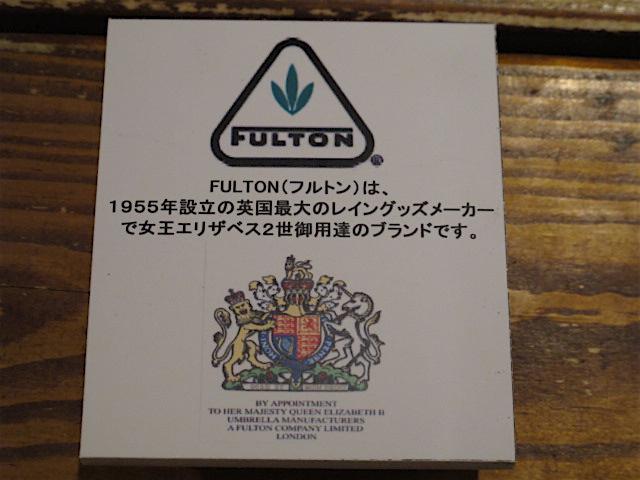 FULTON
FULTON(フルトン)は、
1955年設立の英国最大のレイングッズメーカー
で女王エリザベス2世御用達のブランドです。
BY APPOINTMENT
TO HER MAJESTY QUEEN ELIZABETH II
UMBRELLA MANUFACTURERS
A FULTON COMPANY LIMITED
LONDON